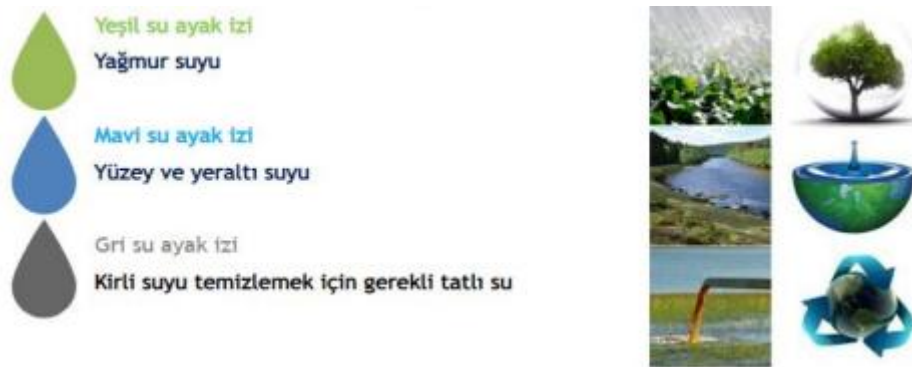 Yeşil su ayak izi
Yağmur suyu
Mavi su ayak izi
Yüzey ve yeraltı suyu
Gri su ayak izi
Kirli suyu temizlemek için gerekli tatlı su